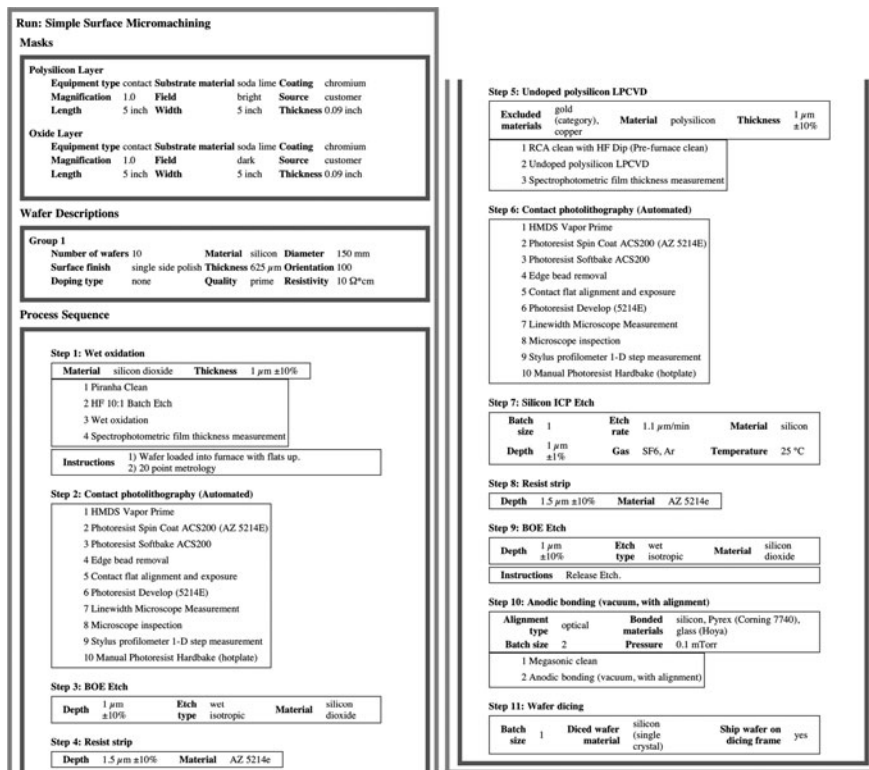 Run: Simple Surface Micromachining
Masks
Polysilicon Layer
Equipment type contact Substrate material soda lime Coating chromium
Magnification 1.0 Field bright Source customer
Length 5 inch Width 5 inch Thickness 0.09 inch
Oxide Layer
Equipment type contact Substrate material soda lime Coating chromium
Magnification 1.0 Field dark Source customer
Length 5 inch Width 5 inch Thickness 0.09 inch
Wafer Descriptions
Group 1
Number of wafers 10 Material silicon Diameter 150 mm
Surface finish single side polish Thickness 625 μm Orientation 100
Doping type none Quality prime Resistivity 10 Ω*cm
Process Sequence
Step 1: Wet oxidation
Material silicon dioxide Thickness 1 μm ±10%
1 Piranha Clean
2 HF 10:1 Batch Etch
3 Wet oxidation
4 Spectrophotometric film thickness measurement
Instructions 1) Wafer loaded into furnace with flats up.
2) 20 point metrology
Step 2: Contact photolithography (Automated)
1 HMDS Vapor Prime
2 Photoresist Spin Coat ACS200 (AZ 5214E)
3 Photoresist Softbake ACS200
4 Edge bead removal
5 Contact flat alignment and exposure
6 Photoresist Develop (5214E)
7 Linewidth Microscope Measurement
8 Microscope inspection
9 Stylus profilometer 1-D step measurement
10 Manual Photoresist Hardbake (hotplate)
Step 3: BOE Etch
Depth 1 μm ±10% Etch type wet isotropic Material silicon dioxide
Step 4: Resist strip
Depth 1.5 μm ±10% Material AZ 5214e
Step 5: Undoped polysilicon LPCVD
Excluded materials gold (category), copper Material polysilicon Thickness 1 μm ±10%
1 RCA clean with HF Dip (Pre-furnace clean)
2 Undoped polysilicon LPCVD
3 Spectrophotometric film thickness measurement
Step 6: Contact photolithography (Automated)
1 HMDS Vapor Prime
2 Photoresist Spin Coat ACS200 (AZ 5214E)
3 Photoresist Softbake ACS200
4 Edge bead removal
5 Contact flat alignment and exposure
6 Photoresist Develop (5214E)
7 Linewidth Microscope Measurement
8 Microscope inspection
9 Stylus profilometer 1-D step measurement
10 Manual Photoresist Hardbake (hotplate)
Step 7: Silicon ICP Etch
Batch size 1 Etch rate 1.1 μm/min Material silicon
Depth 1 μm ±1% Gas SF6, Ar Temperature 25 °C
Step 8: Resist strip
Depth 1.5 μm ±10% Material AZ 5214e
Step 9: BOE Etch
Depth 1 μm ±10% Etch type wet isotropic Material silicon dioxide
Instructions Release Etch.
Step 10: Anodic bonding (vacuum, with alignment)
Alignment type optical Bonded materials silicon, Pyrex (Corning 7740), glass (Hoya)
Batch size 2 Pressure 0.1 mTorr
1 Megasonic clean
2 Anodic bonding (vacuum, with alignment)
Step 11: Wafer dicing
Batch size 1 Diced wafer material silicon (single crystal) Ship wafer on dicing frame yes